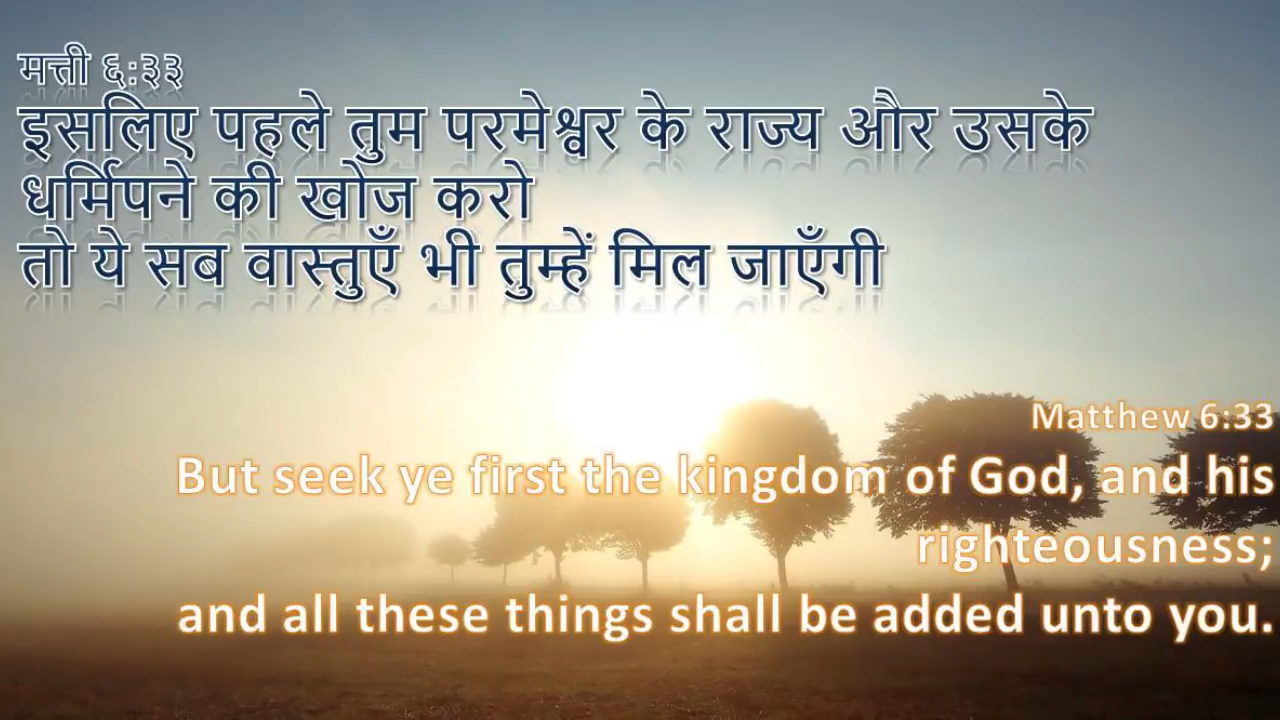 मत्ती ६:३३
इसलिए पहले तुम परमेश्वर के राज्य और उसके
धर्मिपने की खोज करो
तो ये सब वास्तुएँ भी तुम्हें मिल जाएँगी
Matthew 6:33
But seek ye first the kingdom of God, and his
righteousness;
and all these things shall be added unto you.